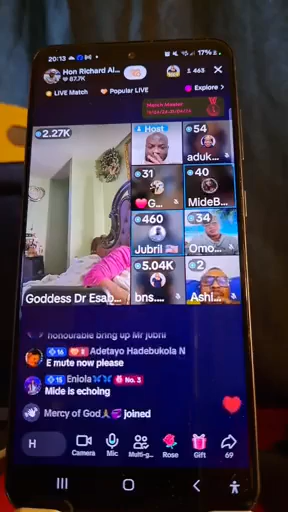 20:13
17%
Hon Richard Al...
87.7K
463
LIVE Match
Popular LIVE
Explore >
Match Master
2.27K
Host
54
aduk...
31
G...
40
MideB...
460
Jubril
34
Omo...
5.04K
bns....
2
Ashi...
Goddess Dr Esab...
honourable bring up Mr jubril
16
Adetayo Hadebukola N
E mute now please
15
Eniola
No. 3
Mide is echoing
Mercy of God
joined
H
Camera
Mic
Multi-g...
Rose
Gift
69